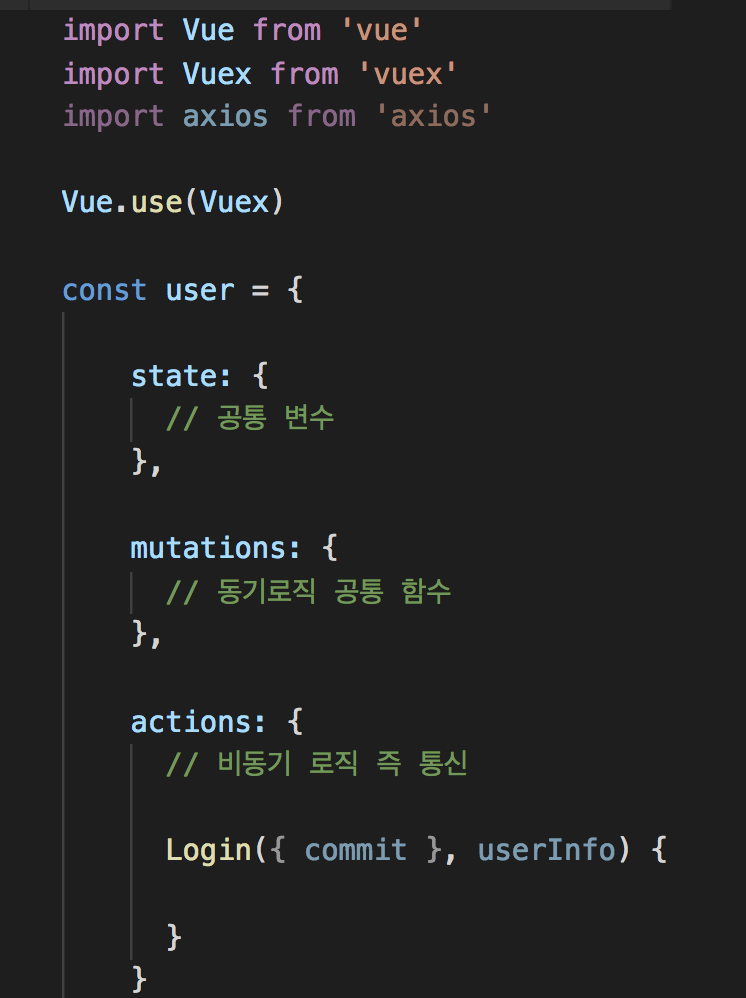 import Vue from 'vue'
import Vuex from 'vuex'
import axios from 'axios'
Vue.use(Vuex)
const user = {
state: {
// 공통 변수
},
mutations: {
// 동기로직 공통 함수
},
actions: {
// 비동기 로직 즉 통신
Login({ commit }, userInfo) {
}
}